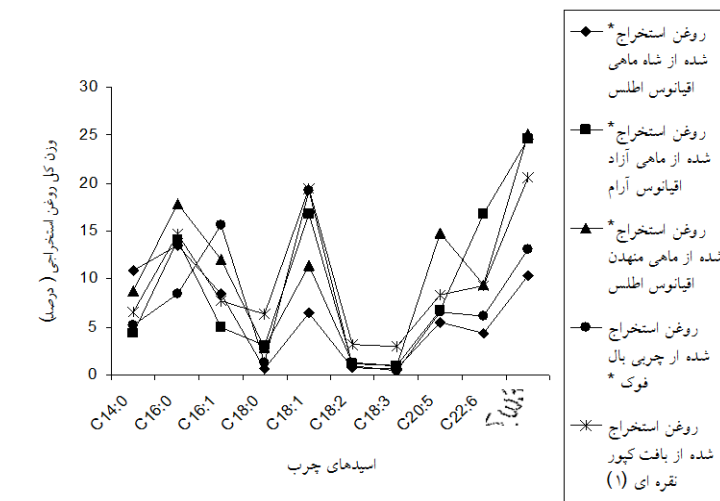 30
25
20
15
10
5
0
وزن کل روغن استخراجی ( درصد)
C14:0
C16:0
C16:1
C18:0
C18:1
C18:2
C18:3
C20:5
C22:6
اسیدهای چرب
روغن استخراج*
شده از شاه ماهی
اقیانوس اطلس
روغن استخراج*
شده از ماهی آزاد
اقیانوس آرام
روغن استخراج*
شده از ماهی منهدن
اقیانوس اطلس
روغن استخراج
شده از چربی بال
فوک *
روغن استخراج
شده از بافت کپور
نقره ای (۱)